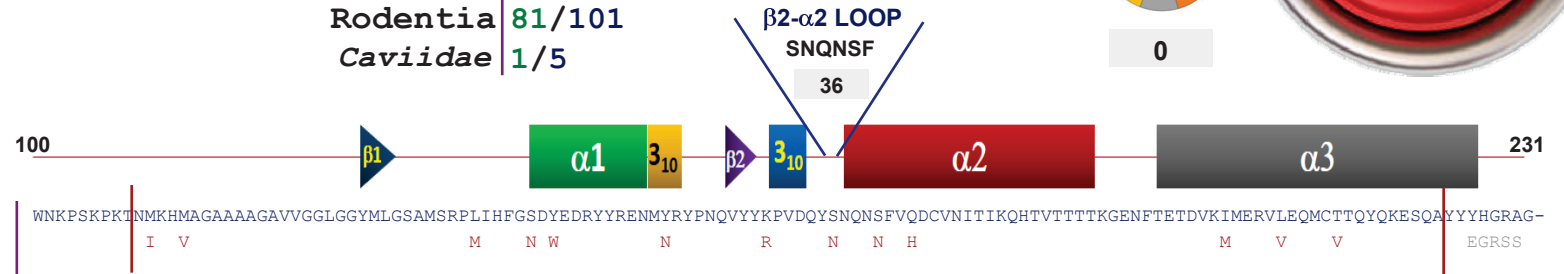 Rodentia 81/101
Caviidae 1/5
β2-α2 LOOP
SNQNSF
36
0
100 β1 α1 3₁₀ β2 3₁₀ α2 α3 231
WNKPSKPKTNMKHMAGAAAAGAVVGGLGGYMLGSAMSRPLIHFGSDYEDRYYRENMYRYPNQVYYKPVDQYSNQNSFVQDCVNITIKQHTVTTTTKGENFTETDVKIMERVLEQMCTTQYQKESQAYYYHGRAG-
I V M N W N R N N H M V V EGRSS